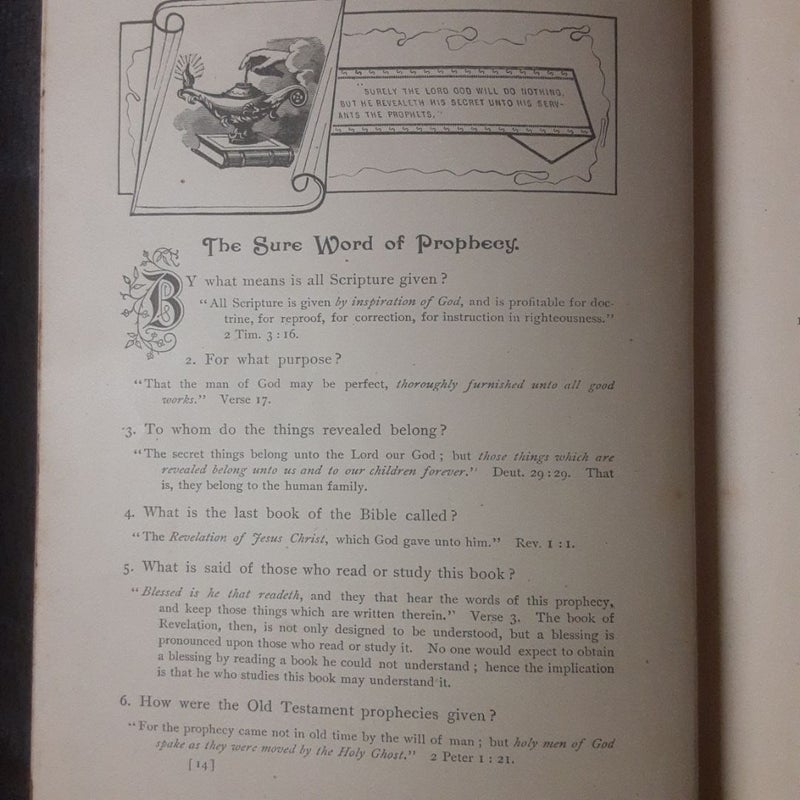 "SURELY THE LORD GOD WILL DO NOTHING,
BUT HE REVEALETH HIS SECRET UNTO HIS SERV-
ANTS THE PROPHETS."
The Sure Word of Prophecy.
BY what means is all Scripture given?
"All Scripture is given by inspiration of God, and is profitable for doc-
trine, for reproof, for correction, for instruction in righteousness."
2 Tim. 3:16.
2. For what purpose?
"That the man of God may be perfect, thoroughly furnished unto all good
works." Verse 17.
3. To whom do the things revealed belong?
"The secret things belong unto the Lord our God; but those things which are
revealed belong unto us and to our children forever." Deut. 29:29. That
is, they belong to the human family.
4. What is the last book of the Bible called?
"The Revelation of Jesus Christ, which God gave unto him." Rev. 1:1.
5. What is said of those who read or study this book?
"Blessed is he that readeth, and they that hear the words of this prophecy,
and keep those things which are written therein." Verse 3. The book of
Revelation, then, is not only designed to be understood, but a blessing is
pronounced upon those who read or study it. No one would expect to obtain
a blessing by reading a book he could not understand; hence the implication
is that he who studies this book may understand it.
6. How were the Old Testament prophecies given?
"For the prophecy came not in old time by the will of man; but holy men of God
spake as they were moved by the Holy Ghost." 2 Peter 1:21.
[14]